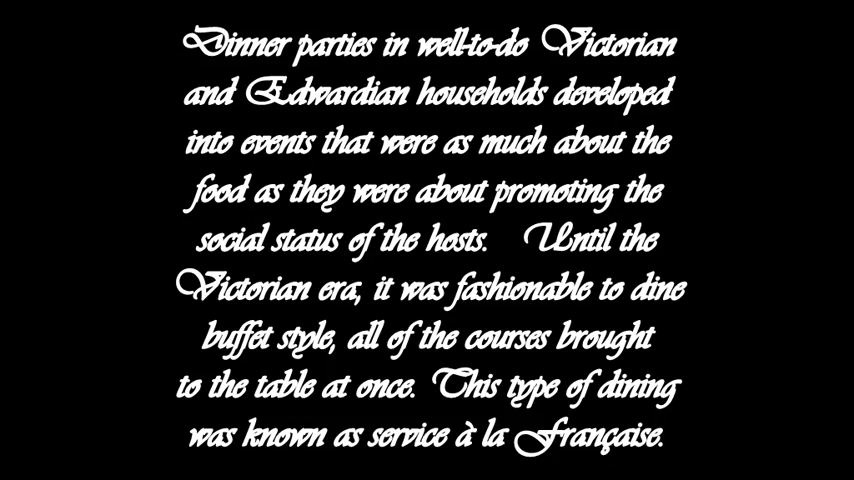 Dinner parties in well-to-do Victorian
and Edwardian households developed
into events that were as much about the
food as they were about promoting the
social status of the hosts. Until the
Victorian era, it was fashionable to dine
buffet style, all of the courses brought
to the table at once. This type of dining
was known as service à la Française.